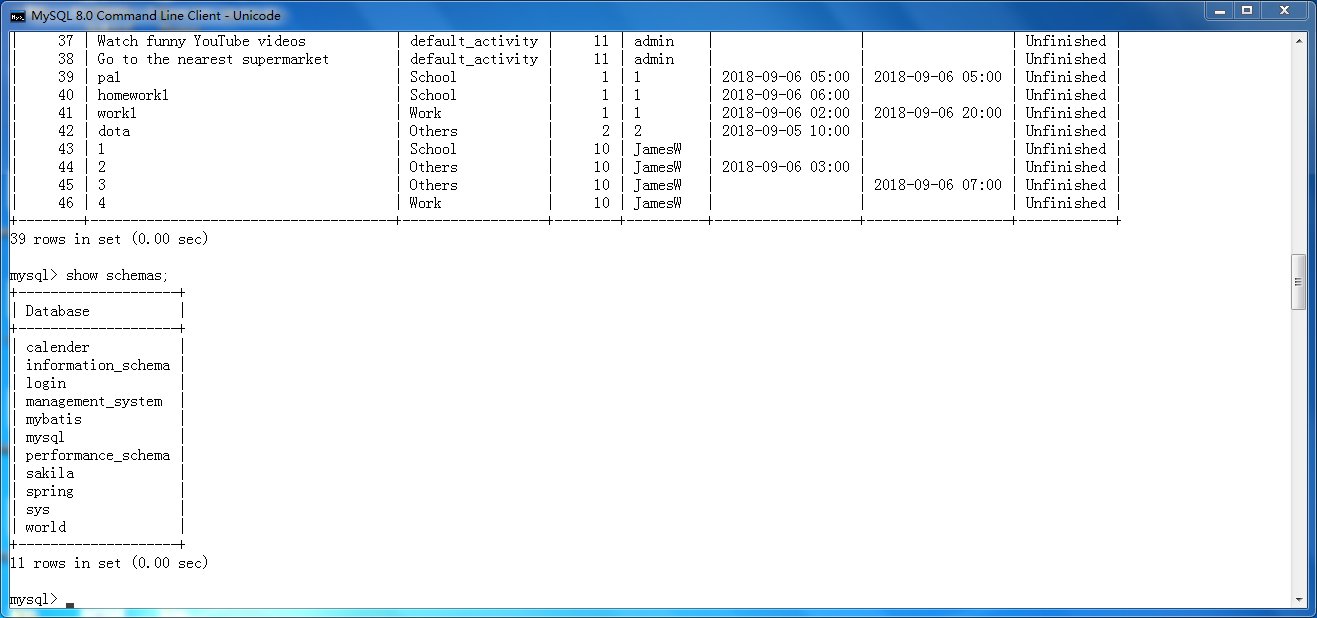 MySQL 8.0 Command Line Client - Unicode
| 37 | Watch funny YouTube videos | default_activity | 11 | admin | | | Unfinished |
| 38 | Go to the nearest supermarket | default_activity | 11 | admin | | | Unfinished |
| 39 | pa1 | School | 1 | 1 | 2018-09-06 05:00 | 2018-09-06 05:00 | Unfinished |
| 40 | homework1 | School | 1 | 1 | 2018-09-06 06:00 | | Unfinished |
| 41 | work1 | Work | 1 | 1 | 2018-09-06 02:00 | 2018-09-06 20:00 | Unfinished |
| 42 | dota | Others | 2 | 2 | 2018-09-05 10:00 | | Unfinished |
| 43 | 1 | School | 10 | JamesW | | | Unfinished |
| 44 | 2 | Others | 10 | JamesW | 2018-09-06 03:00 | | Unfinished |
| 45 | 3 | Others | 10 | JamesW | | 2018-09-06 07:00 | Unfinished |
| 46 | 4 | Work | 10 | JamesW | | | Unfinished |
+--------+--------------------------------------+------------------+--------+----------+------------------+------------------+------------+
39 rows in set (0.00 sec)
mysql> show schemas;
+--------------------+
| Database |
+--------------------+
| calender |
| information_schema |
| login |
| management_system |
| mybatis |
| mysql |
| performance_schema |
| sakila |
| spring |
| sys |
| world |
+--------------------+
11 rows in set (0.00 sec)
mysql> _